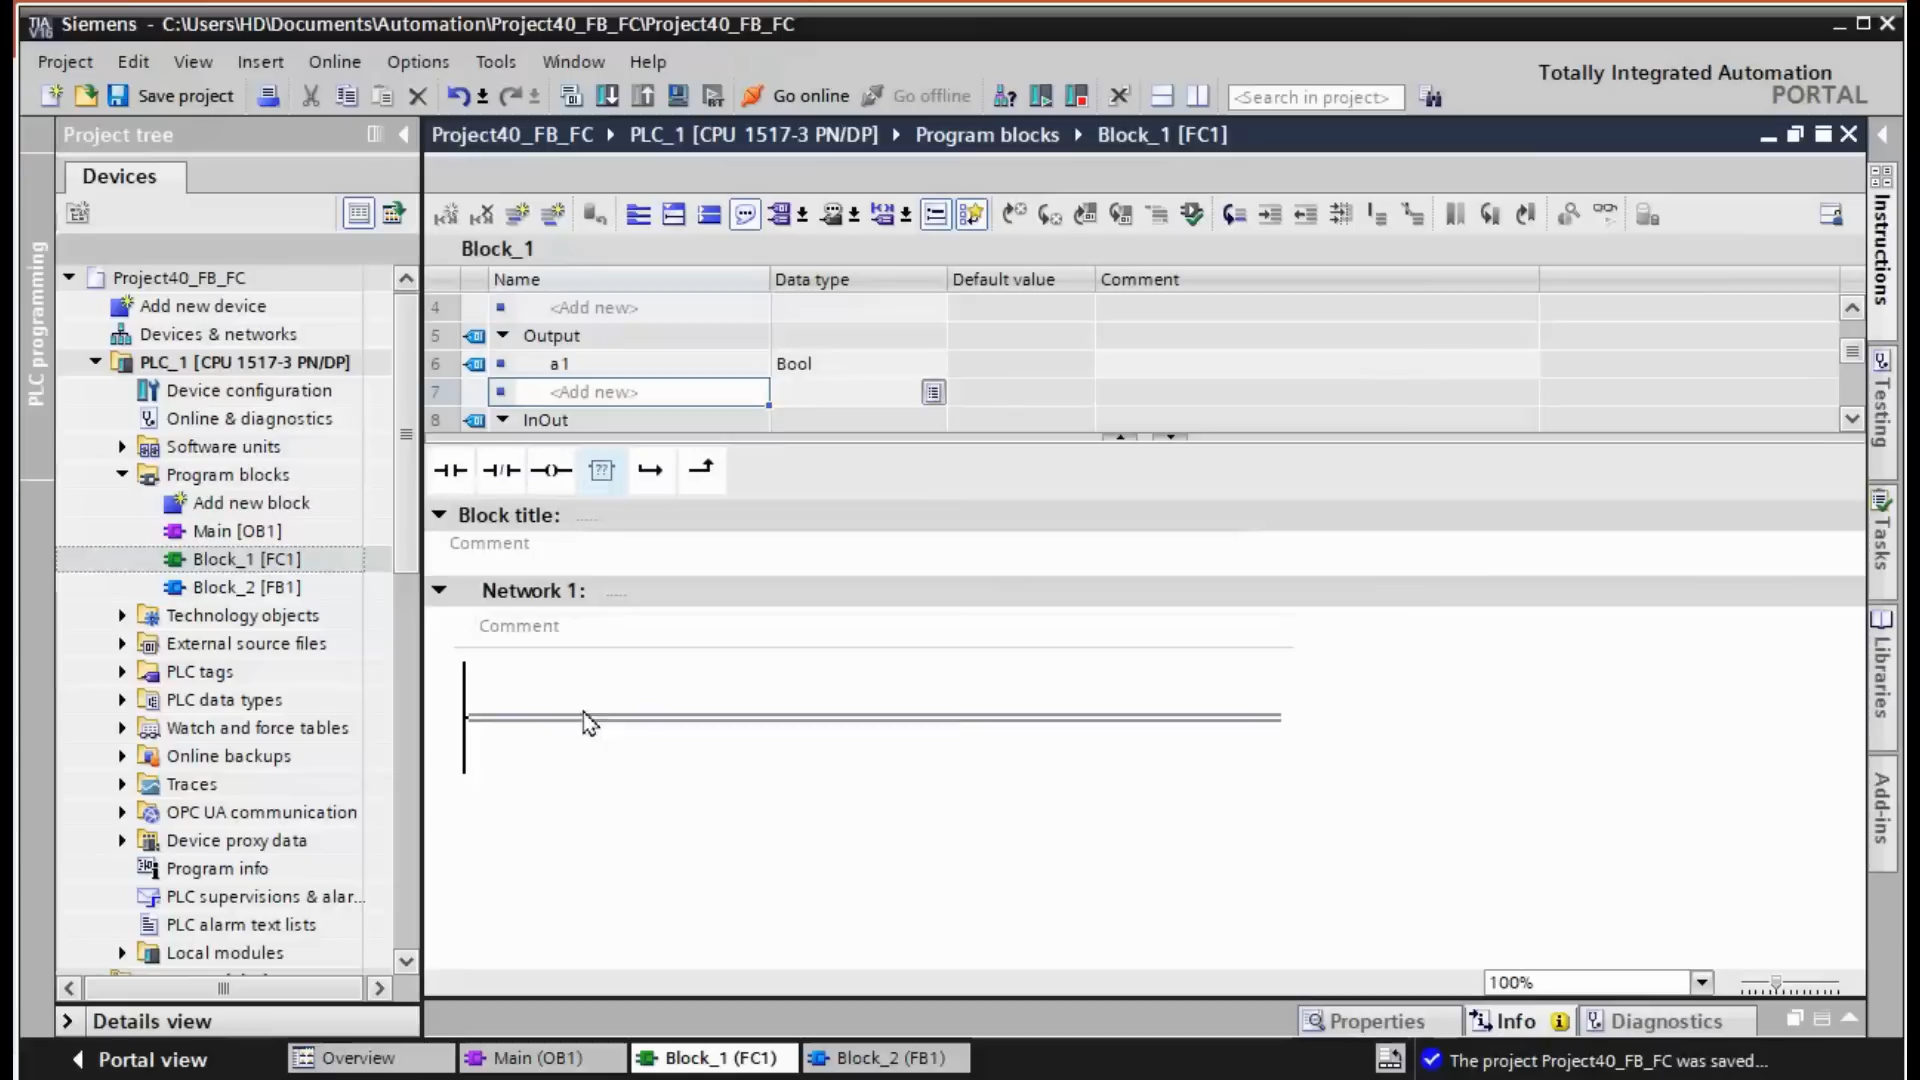 Siemens - C:\Users\HD\Documents\Automation\Project40_FB_FC\Project40_FB_FC
Project Edit View Insert Online Options Tools Window Help
Totally Integrated Automation
PORTAL
Save project
Go online
Go offline
<Search in project>
Project tree
Project40_FB_FC PLC_1 [CPU 1517-3 PN/DP] Program blocks Block_1 [FC1]
Devices
Block_1
Name Data type Default value Comment
4 <Add new>
5 Output
6 a1 Bool
7 <Add new>
8 InOut
PLC programming
Project40_FB_FC
Add new device
Devices & networks
PLC_1 [CPU 1517-3 PN/DP]
Device configuration
Online & diagnostics
Software units
Program blocks
Add new block
Main [OB1]
Block_1 [FC1]
Block_2 [FB1]
Technology objects
External source files
PLC tags
PLC data types
Watch and force tables
Online backups
Traces
OPC UA communication
Device proxy data
Program info
PLC supervisions & alar...
PLC alarm text lists
Local modules
??
Block title: .....
Comment
Network 1: .....
Comment
100%
Instructions
Testing
Tasks
Libraries
Add-ins
Details view
Properties Info Diagnostics
Portal view
Overview
Main (OB1)
Block_1 (FC1)
Block_2 (FB1)
The project Project40_FB_FC was saved...